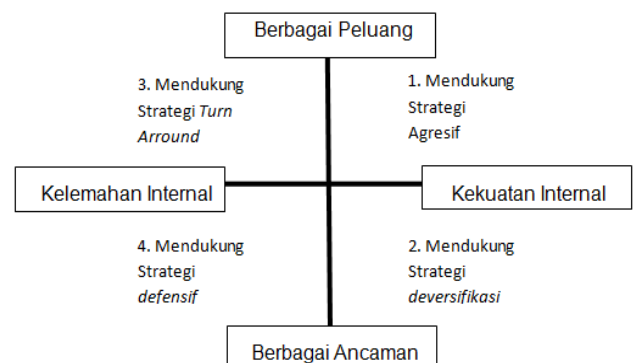 Berbagai Peluang
3. Mendukung
Strategi Turn
Arround
1. Mendukung
Strategi
Agresif
Kelemahan Internal
Kekuatan Internal
4. Mendukung
Strategi
defensif
2. Mendukung
Strategi
deversifikasi
Berbagai Ancaman